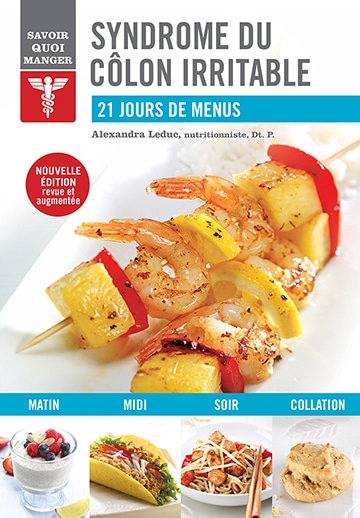 SAVOIR
QUOI
MANGER
SYNDROME DU
CÔLON IRRITABLE
21 JOURS DE MENUS
Alexandra Leduc, nutritionniste, Dt. P.
NOUVELLE
ÉDITION
revue et
augmentée
MATIN
MIDI
SOIR
COLLATION